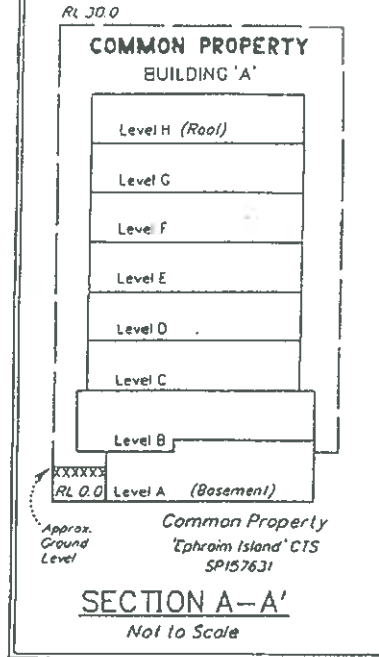 RL 30.0
COMMON PROPERTY
BUILDING 'A'
Level H (Roof)
Level G
Level F
Level E
Level D
Level C
Level B
XXXXXX
RL 0.0 Level A (Basement)
Approx.
Ground
Level
Common Property
'Ephraim Island' CTS
SP157631
SECTION A-A'
Not to Scale